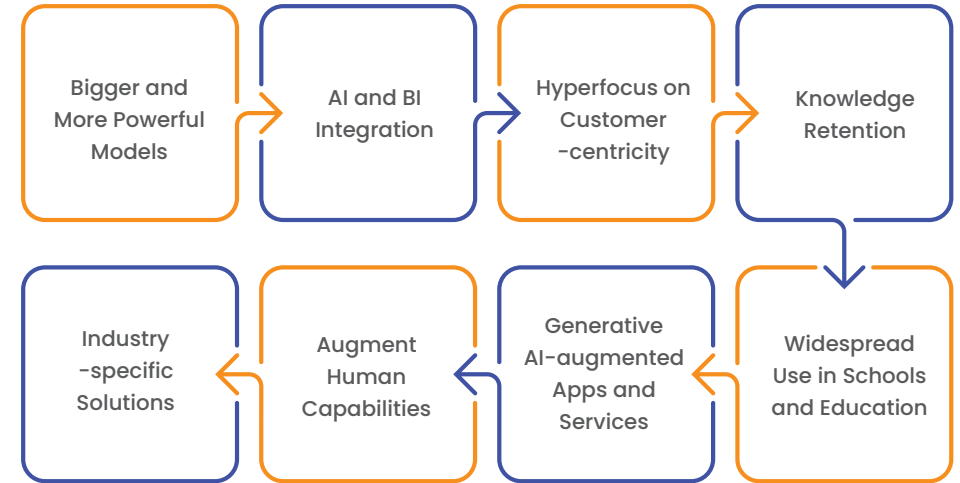 Bigger and
More Powerful
Models
AI and BI
Integration
Hyperfocus on
Customer
-centricity
Knowledge
Retention
Widespread
Use in Schools
and Education
Generative
AI-augmented
Apps and
Services
Augment
Human
Capabilities
Industry
-specific
Solutions